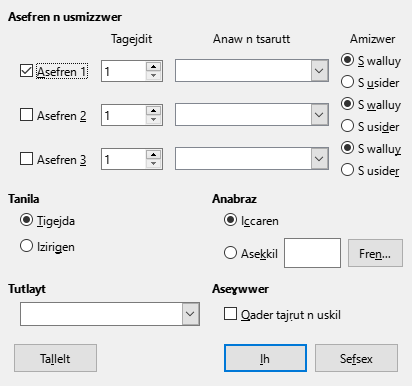 Asefren n usmizzwer
Tagejdit Anaw n tsarutt Amizwer
Asefren 1 1 S walluy
S usider
Asefren 2 1 S walluy
S usider
Asefren 3 1 S walluy
S usider
Tanila Anabraz
Tigejda Iccaren
Izirigen Asekkil Fren...
Tutlayt Aseɣwwer
Qader tajrut n uskil
Tallelt Ih Sefsex